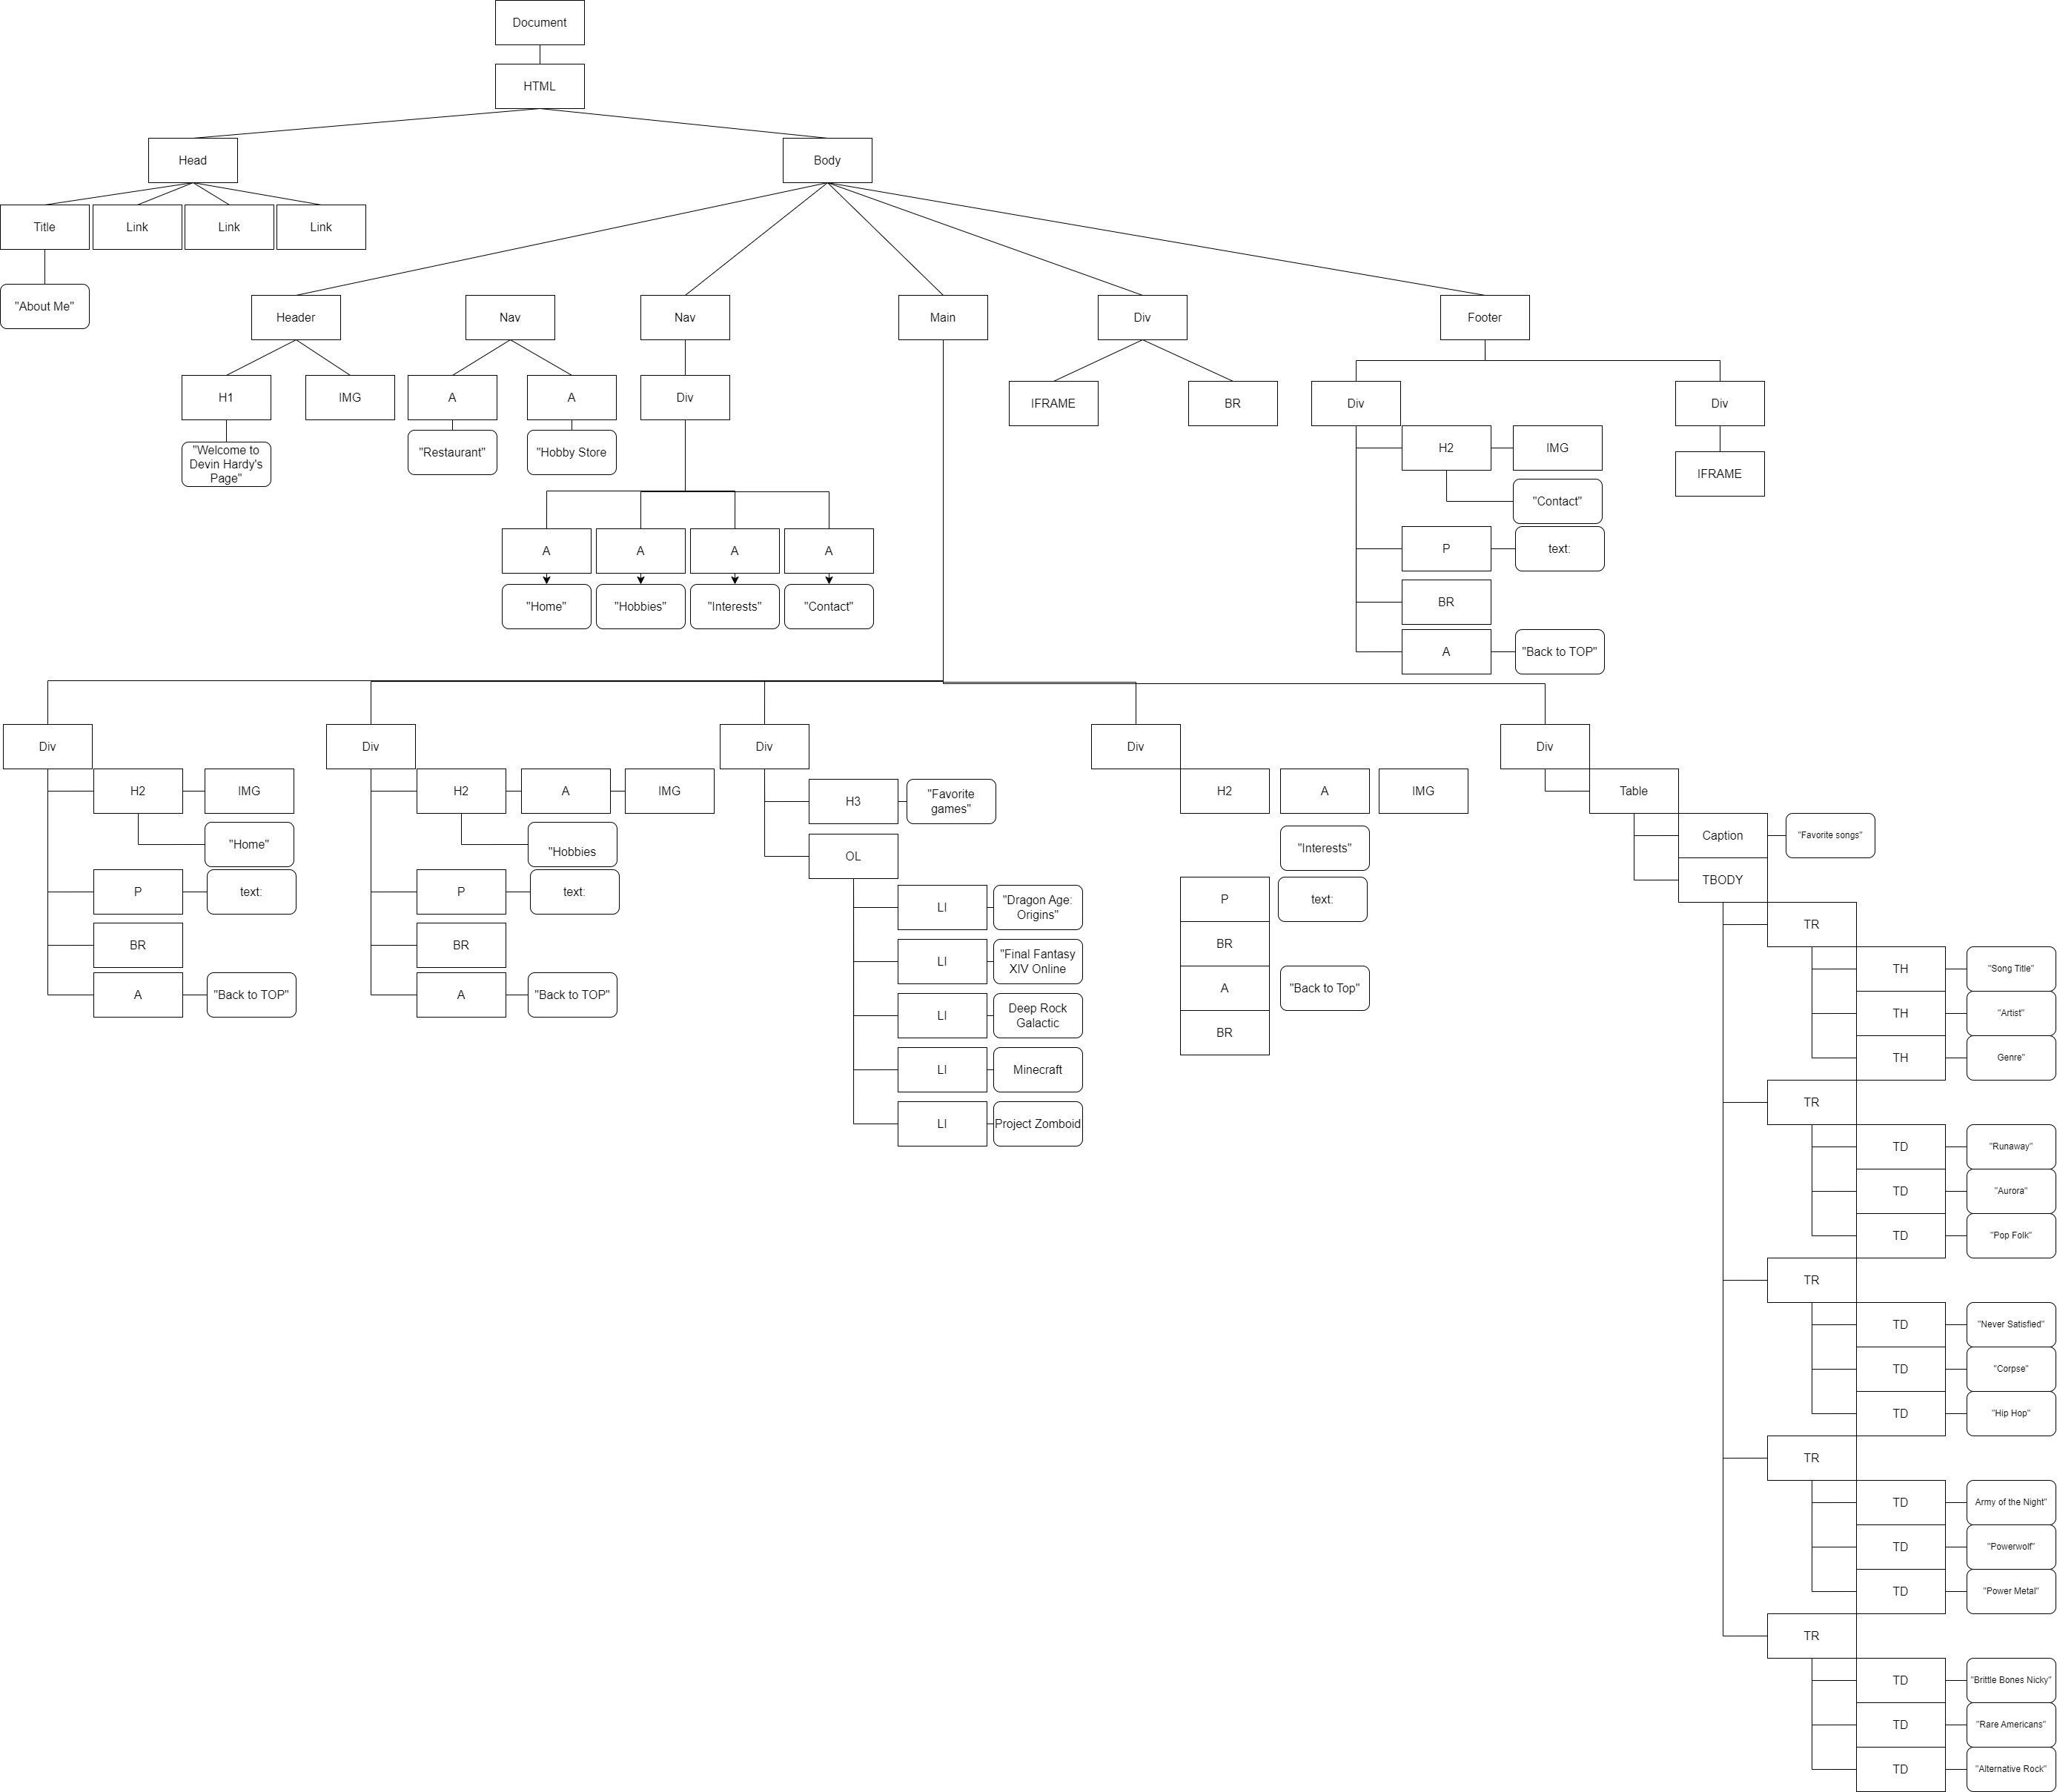 Document
HTML
Head
Body
Title
Link
Link
Link
"About Me"
Header
Nav
Nav
Main
Div
Footer
H1
IMG
A
A
Div
IFRAME
BR
Div
Div
"Welcome to
Devin Hardy's
Page"
"Restaurant"
"Hobby Store
H2
IMG
IFRAME
"Contact"
A
A
A
A
P
text:
"Home"
"Hobbies"
"Interests"
"Contact"
BR
A
"Back to TOP"
Div
Div
Div
Div
Div
H2
IMG
"Home"
P
text:
BR
A
"Back to TOP"
H2
A
IMG
"Hobbies
P
text:
BR
A
"Back to TOP"
H3
"Favorite
games"
OL
LI
"Dragon Age:
Origins"
LI
"Final Fantasy
XIV Online
LI
Deep Rock
Galactic
LI
Minecraft
LI
Project Zomboid
H2
A
IMG
"Interests"
P
text:
BR
A
"Back to Top"
BR
Table
Caption
"Favorite songs"
TBODY
TR
TH
"Song Title"
TH
"Artist"
TH
Genre"
TR
TD
"Runaway"
TD
"Aurora"
TD
"Pop Folk"
TR
TD
"Never Satisfied"
TD
"Corpse"
TD
"Hip Hop"
TR
TD
Army of the Night"
TD
"Powerwolf"
TD
"Power Metal"
TR
TD
"Brittle Bones Nicky"
TD
"Rare Americans"
TD
"Alternative Rock"